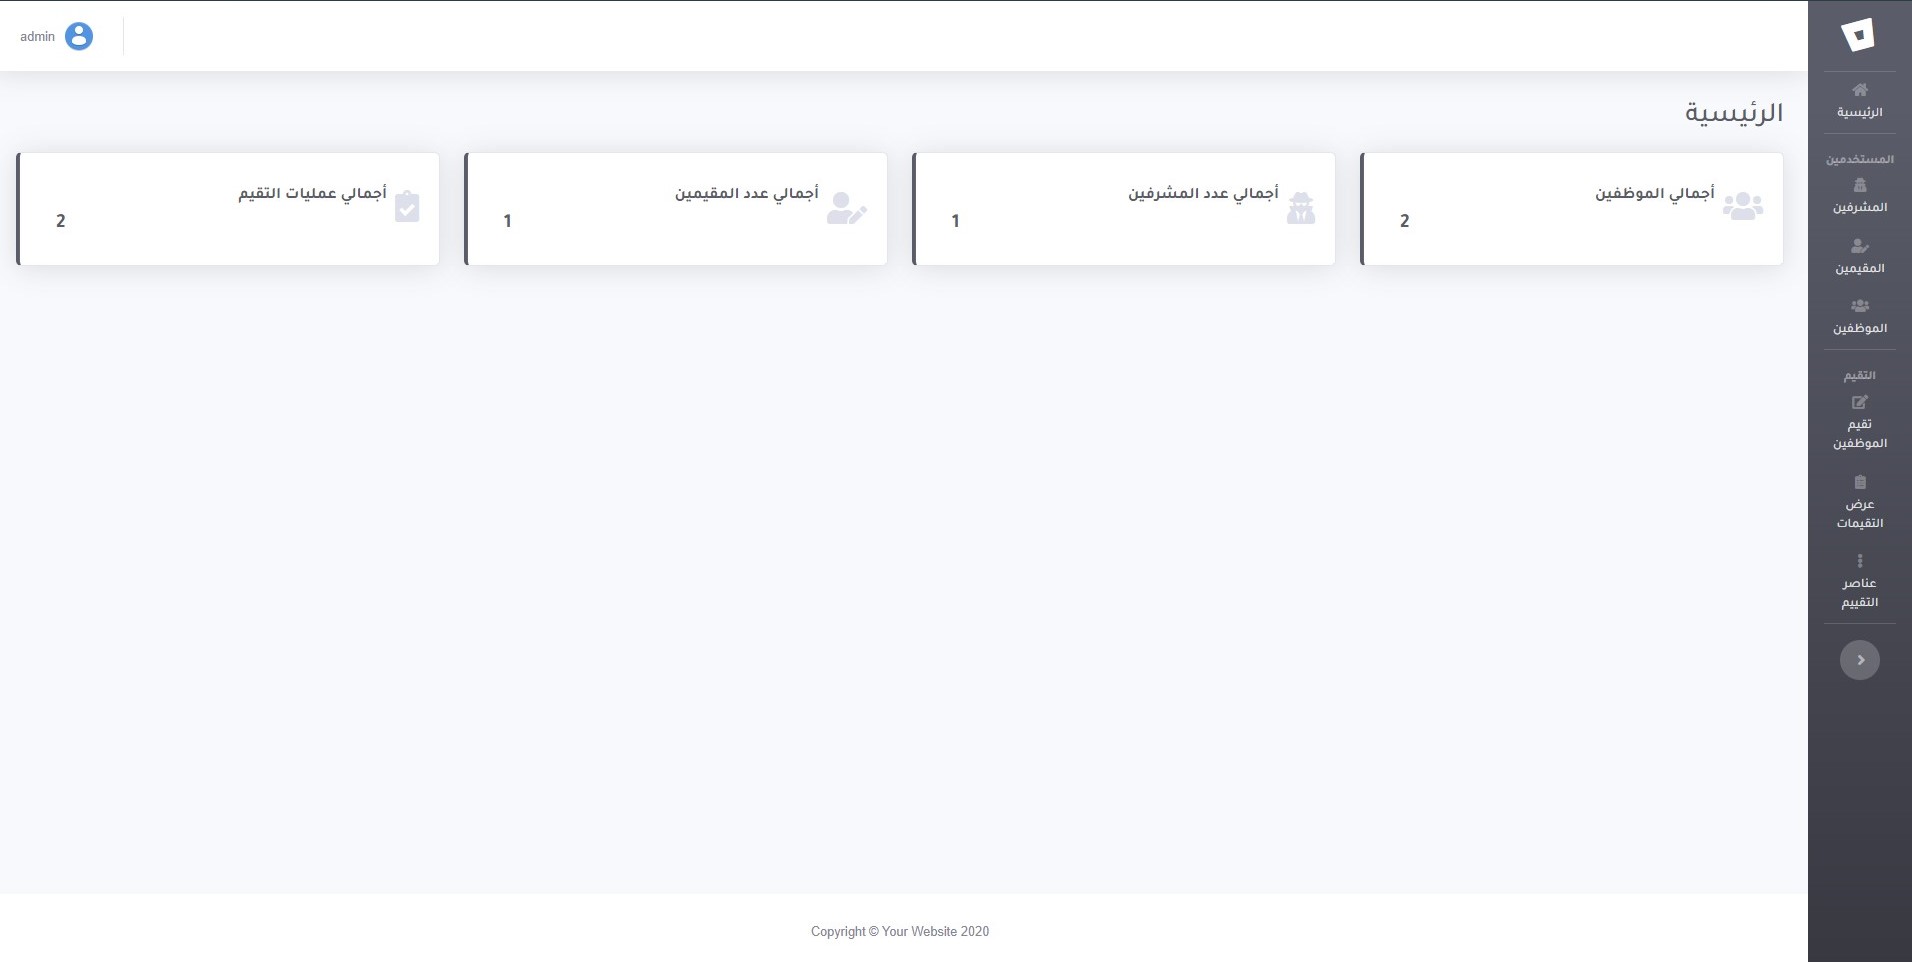 admin
الرئيسية
المستخدمين
المشرفين
المقيمين
الموظفين
التقيم
تقيم
الموظفين
عرض
التقيمات
عناصر
التقييم
الرئيسية
أجمالي الموظفين
2
أجمالي عدد المشرفين
1
أجمالي عدد المقيمين
1
أجمالي عمليات التقيم
2
Copyright © Your Website 2020